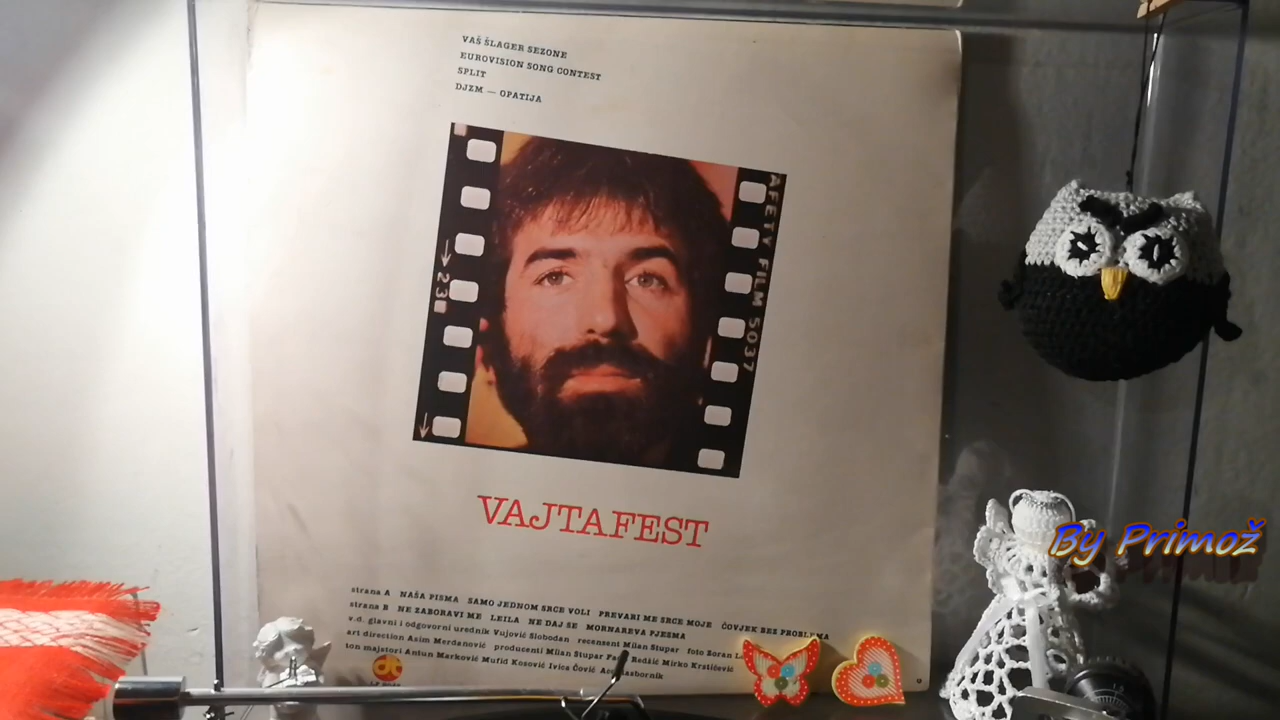 VAŠ ŠLAGER SEZONE
EUROVISION SONG CONTEST
SPLIT
DJZM — OPATIJA
→ 23
AFETY FILM 5037
VAJTAFEST
By Primož
strana A NAŠA PISMA SAMO JEDNOM SRCE VOLI PREVARI ME SRCE MOJE ČOVJEK BEZ PROBLEMA
strana B NE ZABORAVI ME LEILA NE DAJ SE MORNAREVA PJESMA
v.d. glavni i odgovorni urednik Vujović Slobodan recenzent Milan Stupar foto Zoran
art direction Asim Merdanović producenti Milan Stupar Redžić Mirko Krstičević
ton majstori Antun Marković Mufid Kosović Ivica Čović